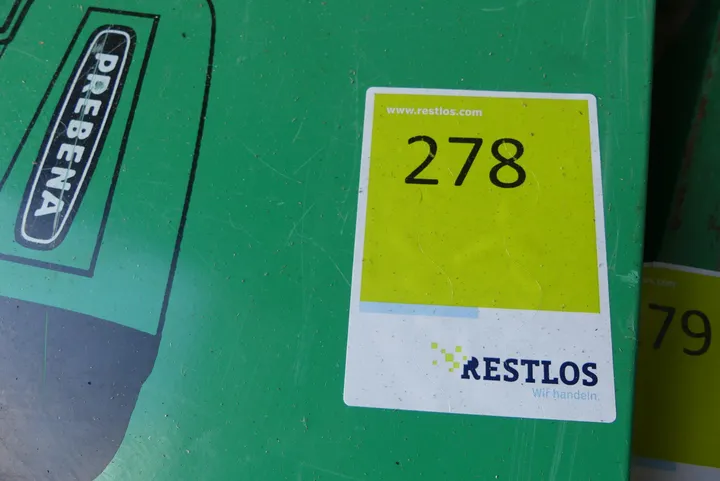 PREBENA
www.restlos.com
278
RESTLOS
Wir handeln.
79